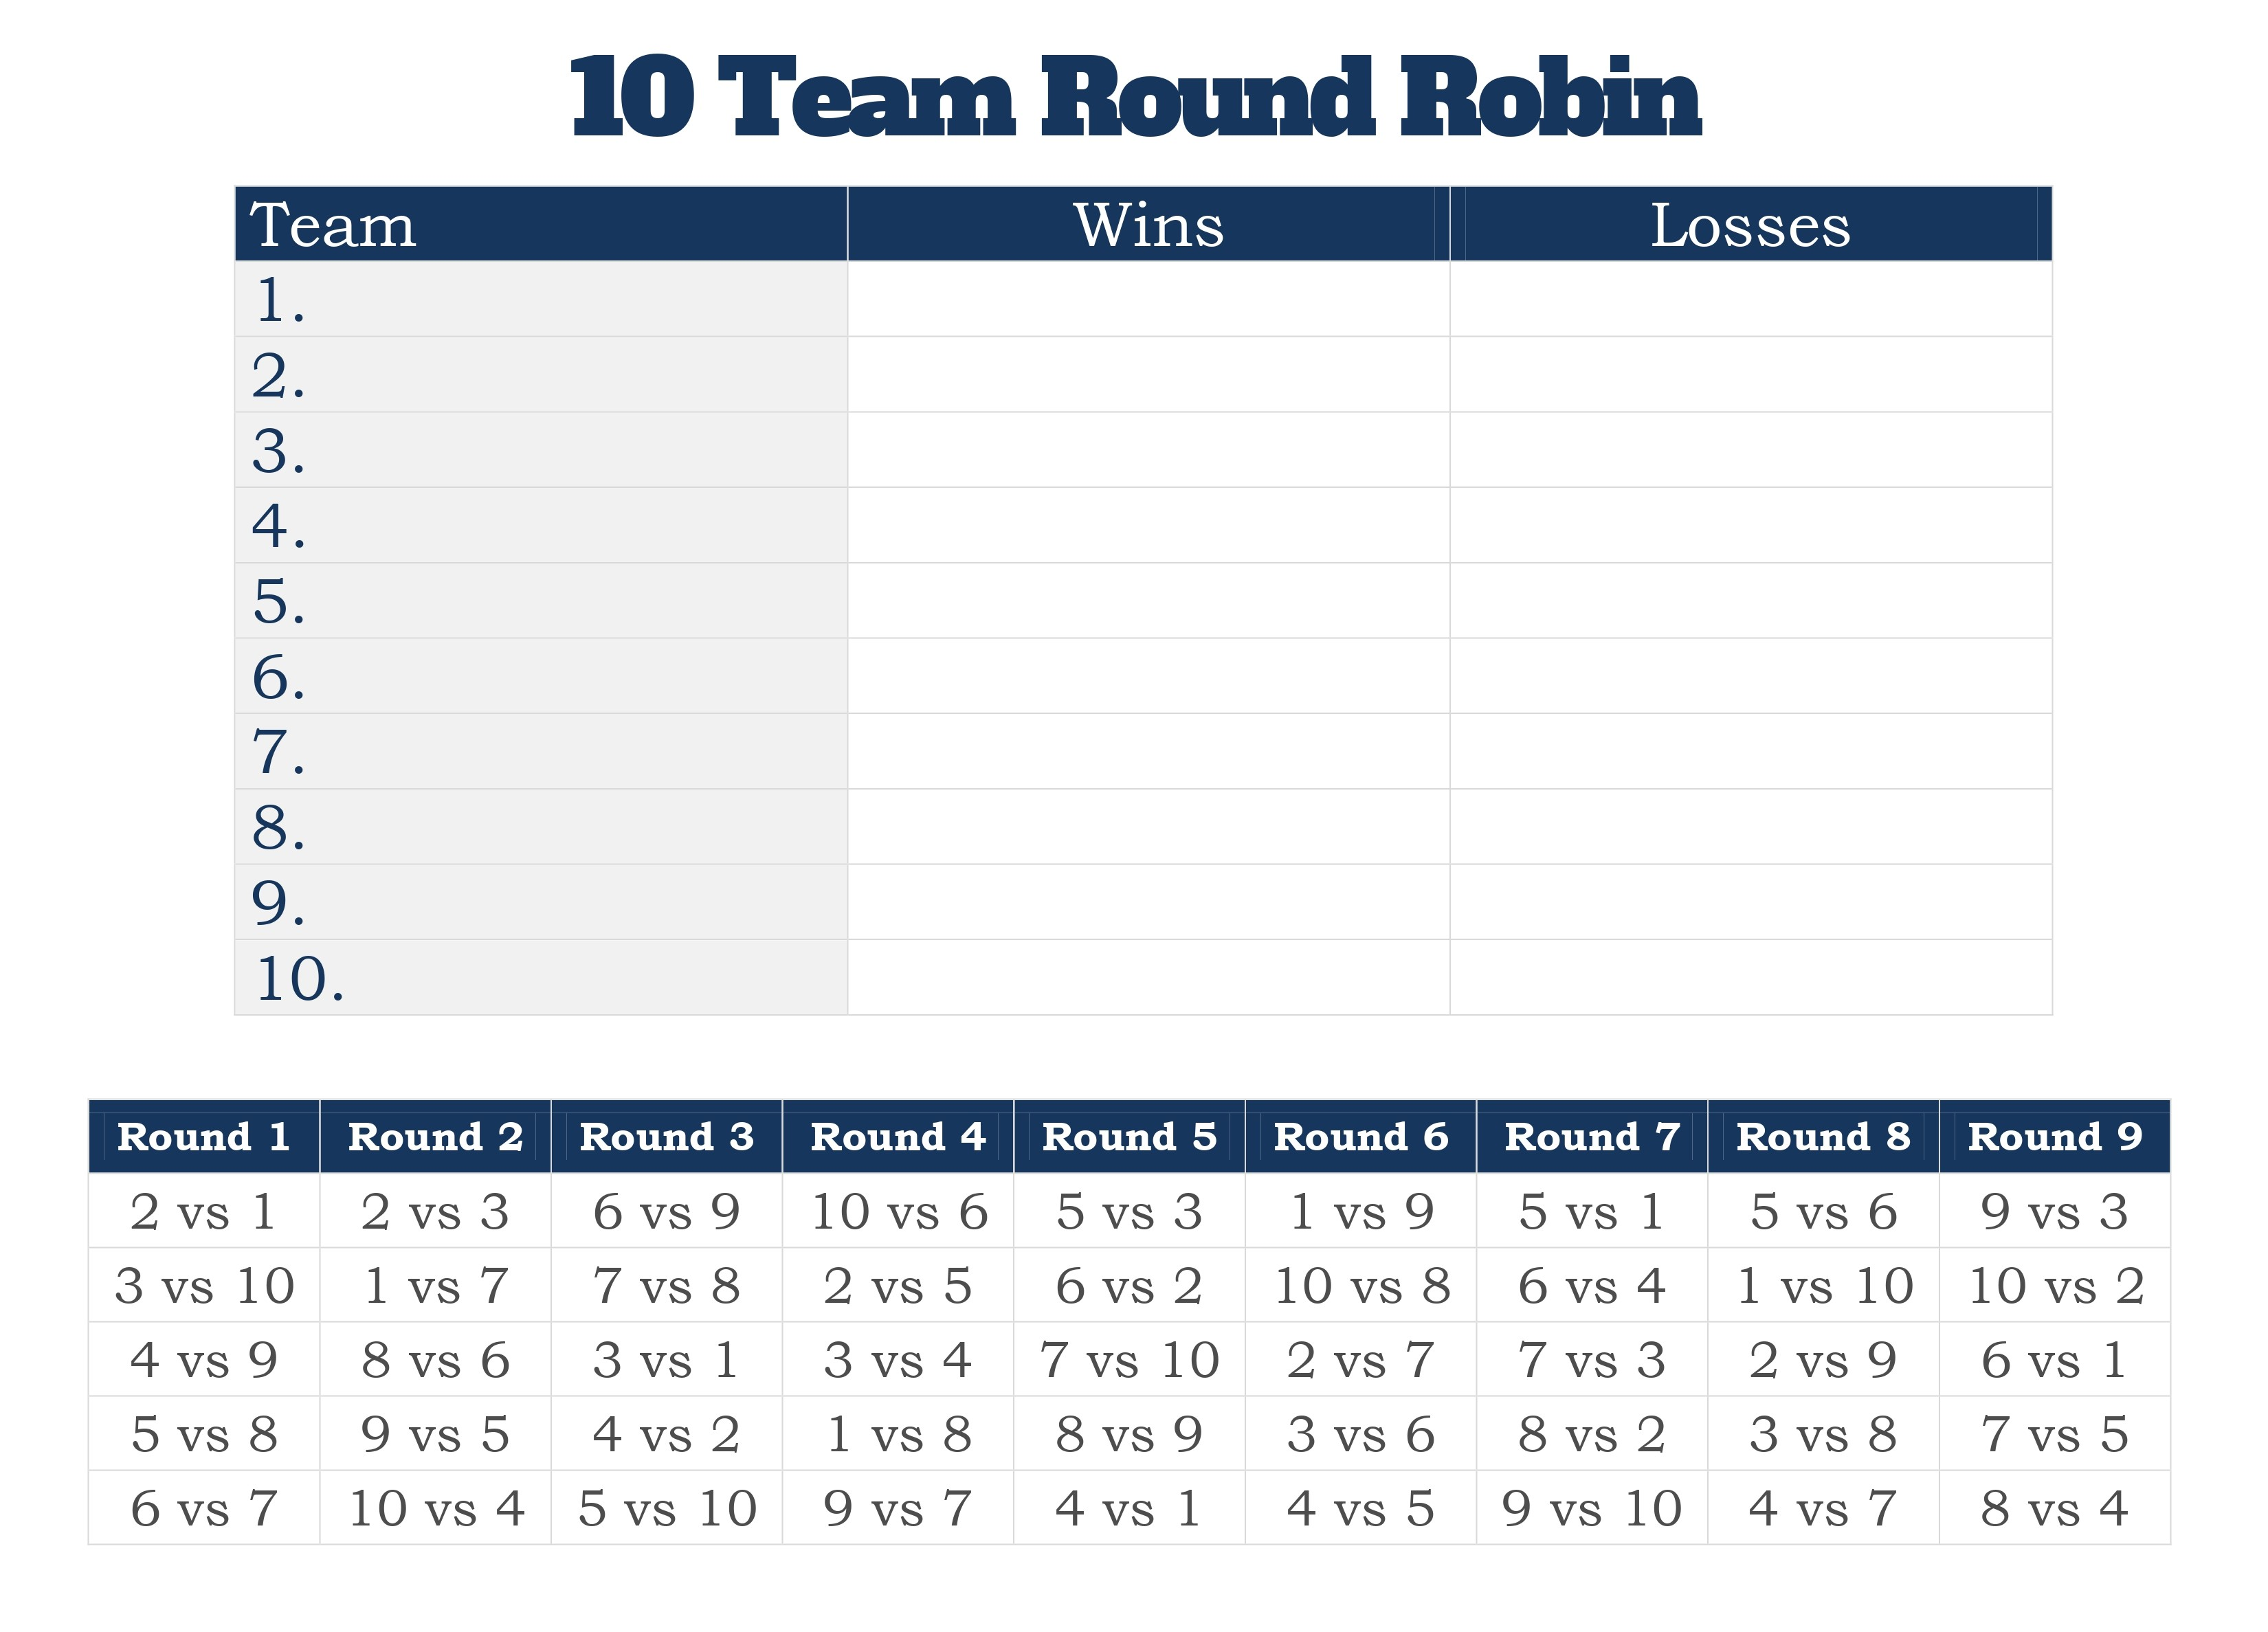 10 Team Round Robin
Team Wins Losses
1.
2.
3.
4.
5.
6.
7.
8.
9.
10.
Round 1 Round 2 Round 3 Round 4 Round 5 Round 6 Round 7 Round 8 Round 9
2 vs 1 2 vs 3 6 vs 9 10 vs 6 5 vs 3 1 vs 9 5 vs 1 5 vs 6 9 vs 3
3 vs 10 1 vs 7 7 vs 8 2 vs 5 6 vs 2 10 vs 8 6 vs 4 1 vs 10 10 vs 2
4 vs 9 8 vs 6 3 vs 1 3 vs 4 7 vs 10 2 vs 7 7 vs 3 2 vs 9 6 vs 1
5 vs 8 9 vs 5 4 vs 2 1 vs 8 8 vs 9 3 vs 6 8 vs 2 3 vs 8 7 vs 5
6 vs 7 10 vs 4 5 vs 10 9 vs 7 4 vs 1 4 vs 5 9 vs 10 4 vs 7 8 vs 4